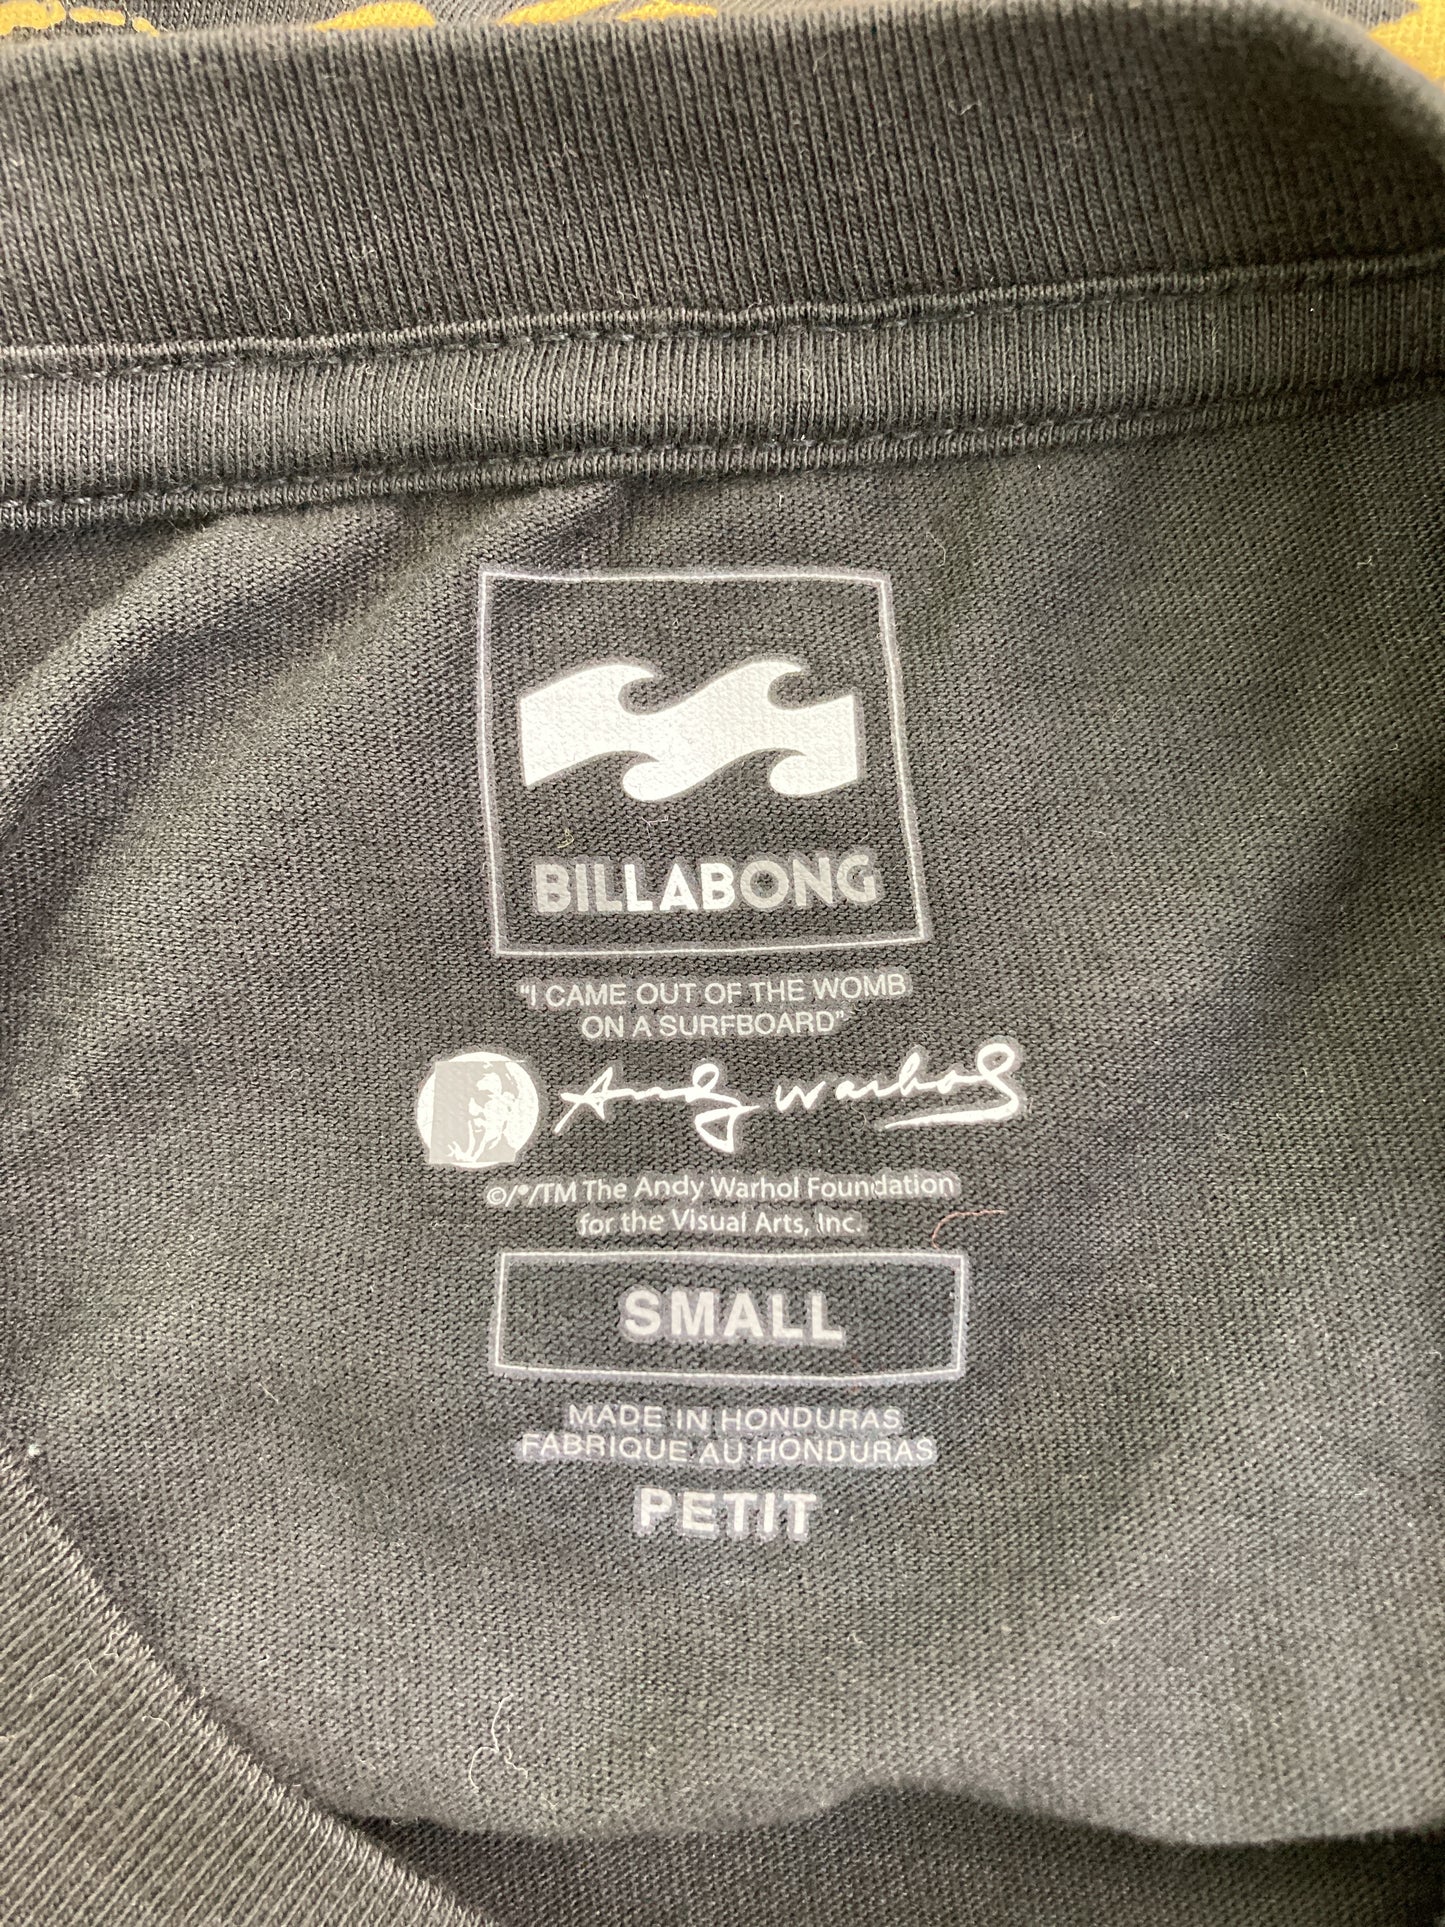 BILLABONG
"I CAME OUT OF THE WOMB
ON A SURFBOARD"
Andy Warhol
©/®/TM The Andy Warhol Foundation
for the Visual Arts, Inc.
SMALL
MADE IN HONDURAS
FABRIQUE AU HONDURAS
PETIT